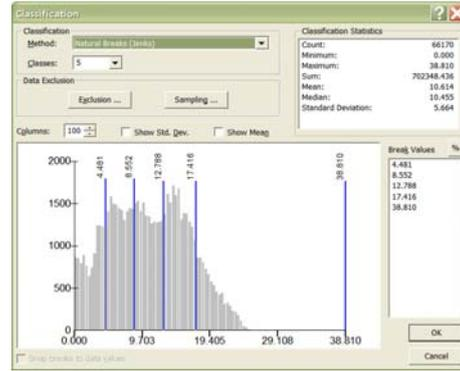 Classification
Classification
Method: Natural Breaks (Jenks)
Classes: 5
Data Exclusion
Exclusion ... Sampling ...
Classification Statistics
Count: 66170
Minimum: 0.000
Maximum: 38.810
Sum: 702348.436
Mean: 10.614
Median: 10.455
Standard Deviation: 5.664
Columns: 100 Show Std. Dev. Show Mean
Break Values %
4.481
8.552
12.788
17.416
38.810
4.481 8.552 12.788 17.416 38.810
2000
1500
1000
500
0
0.000 9.703 19.405 29.108 38.810
Snap breaks to data values
OK
Cancel